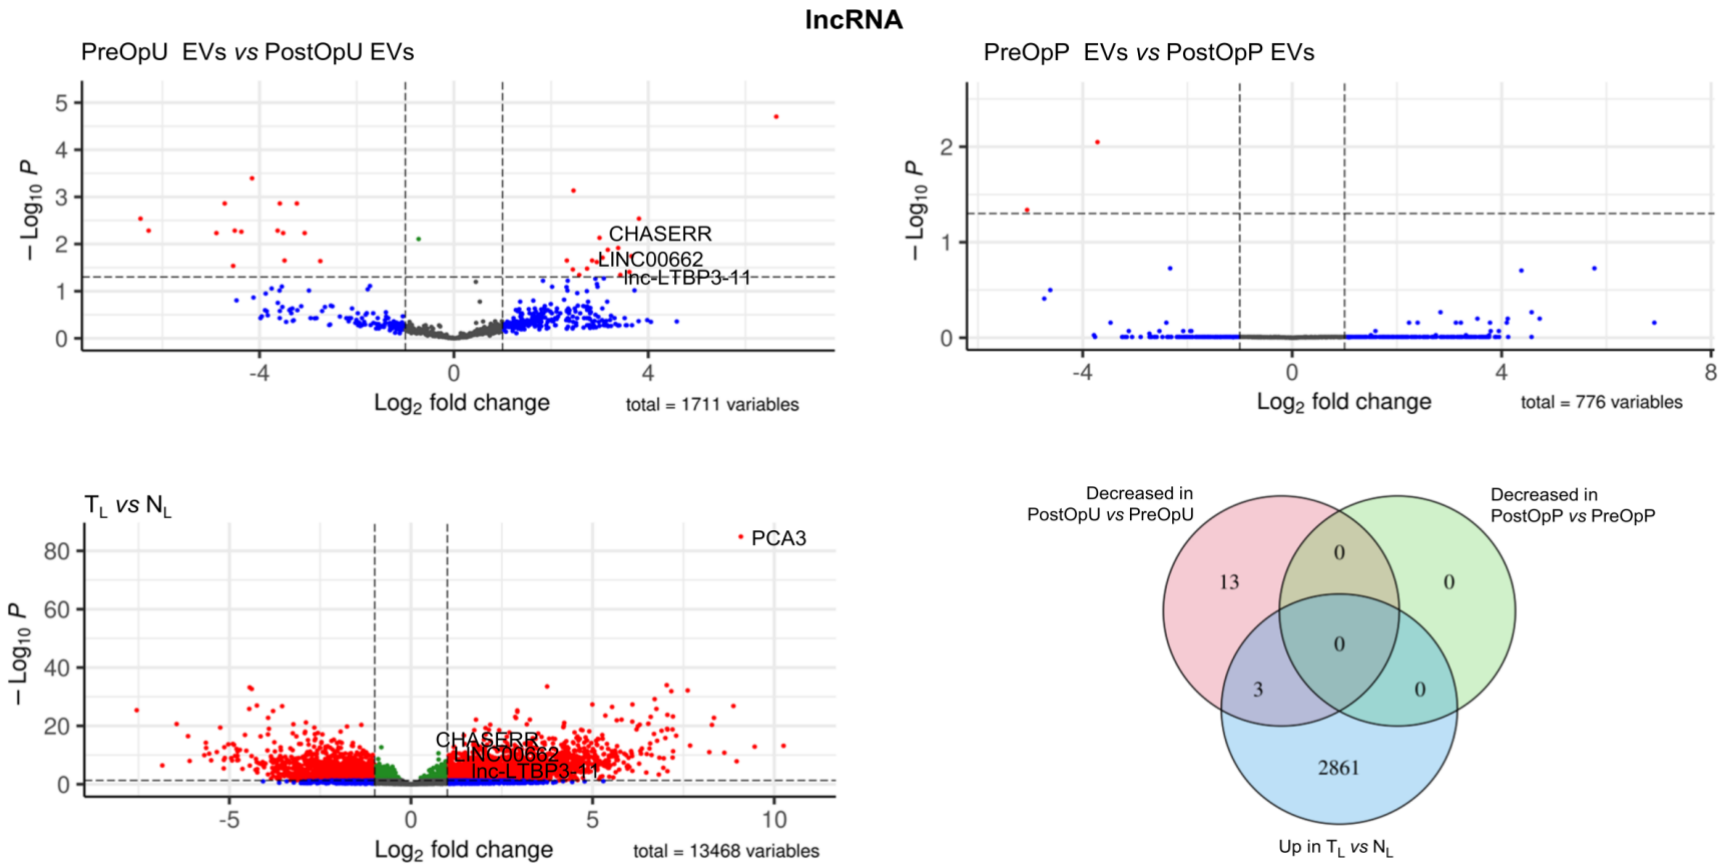 lncRNA
PreOpU EVs vs PostOpU EVs
5
4
3
2
1
0
– Log10 P
CHASERR
LINC00662
lnc-LTBP3-11
-4 0 4
Log2 fold change
total = 1711 variables
PreOpP EVs vs PostOpP EVs
2
1
0
– Log10 P
-4 0 4 8
Log2 fold change
total = 776 variables
TL vs NL
80
60
40
20
0
– Log10 P
PCA3
CHASERR
LINC00662
lnc-LTBP3-11
-5 0 5 10
Log2 fold change
total = 13468 variables
Decreased in
PostOpU vs PreOpU
Decreased in
PostOpP vs PreOpP
0
13 0
0
3 0
2861
Up in TL vs NL